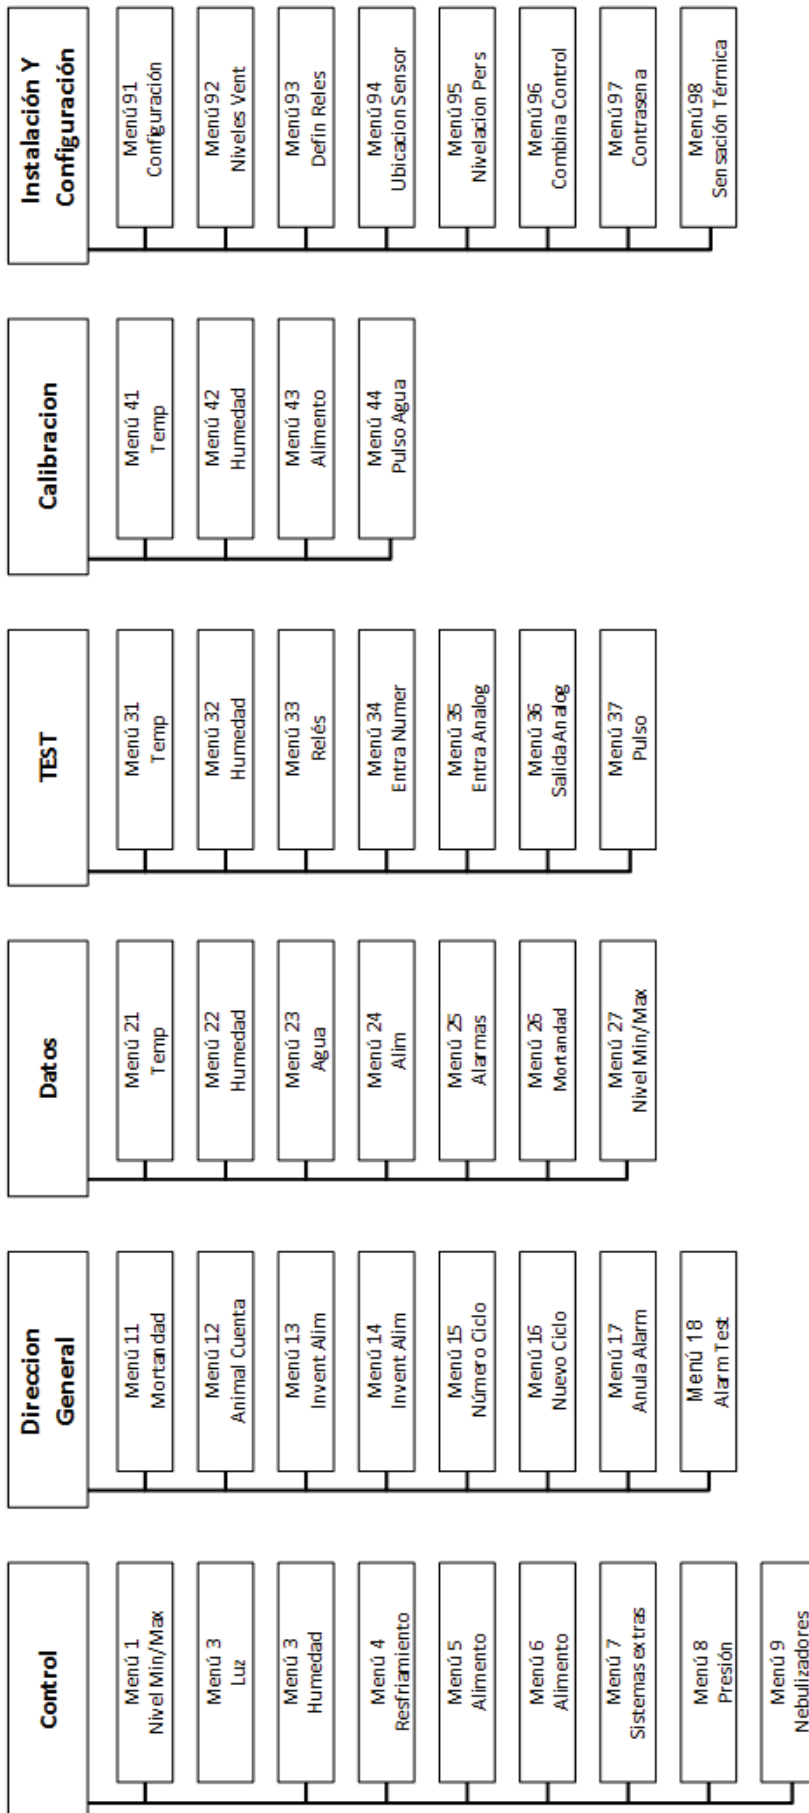 Control
Menú 1
Nivel Min/Max
Menú 3
Luz
Menú 3
Humedad
Menú 4
Resfriamiento
Menú 5
Alimento
Menú 6
Alimento
Menú 7
Sistemas extras
Menú 8
Presión
Menú 9
Nebulizadores
Direccion
General
Menú 11
Mortandad
Menú 12
Animal Cuenta
Menú 13
Invent Alim
Menú 14
Invent Alim
Menú 15
Número Ciclo
Menú 16
Nuevo Ciclo
Menú 17
Anula Alarm
Menú 18
Alarm Test
Datos
Menú 21
Temp
Menú 22
Humedad
Menú 23
Agua
Menú 24
Alim
Menú 25
Alarmas
Menú 26
Mortandad
Menú 27
Nivel Min/Max
TEST
Menú 31
Temp
Menú 32
Humedad
Menú 33
Relés
Menú 34
Entra Numer
Menú 35
Entra Analog
Menú 36
Salida Analog
Menú 37
Pulso
Calibracion
Menú 41
Temp
Menú 42
Humedad
Menú 43
Alimento
Menú 44
Pulso Agua
Instalación Y
Configuración
Menú 91
Configuración
Menú 92
Niveles Vent
Menú 93
Defin Reles
Menú 94
Ubicacion Sensor
Menú 95
Nivelacion Pers
Menú 96
Combina Control
Menú 97
Contrasena
Menú 98
Sensación Térmica